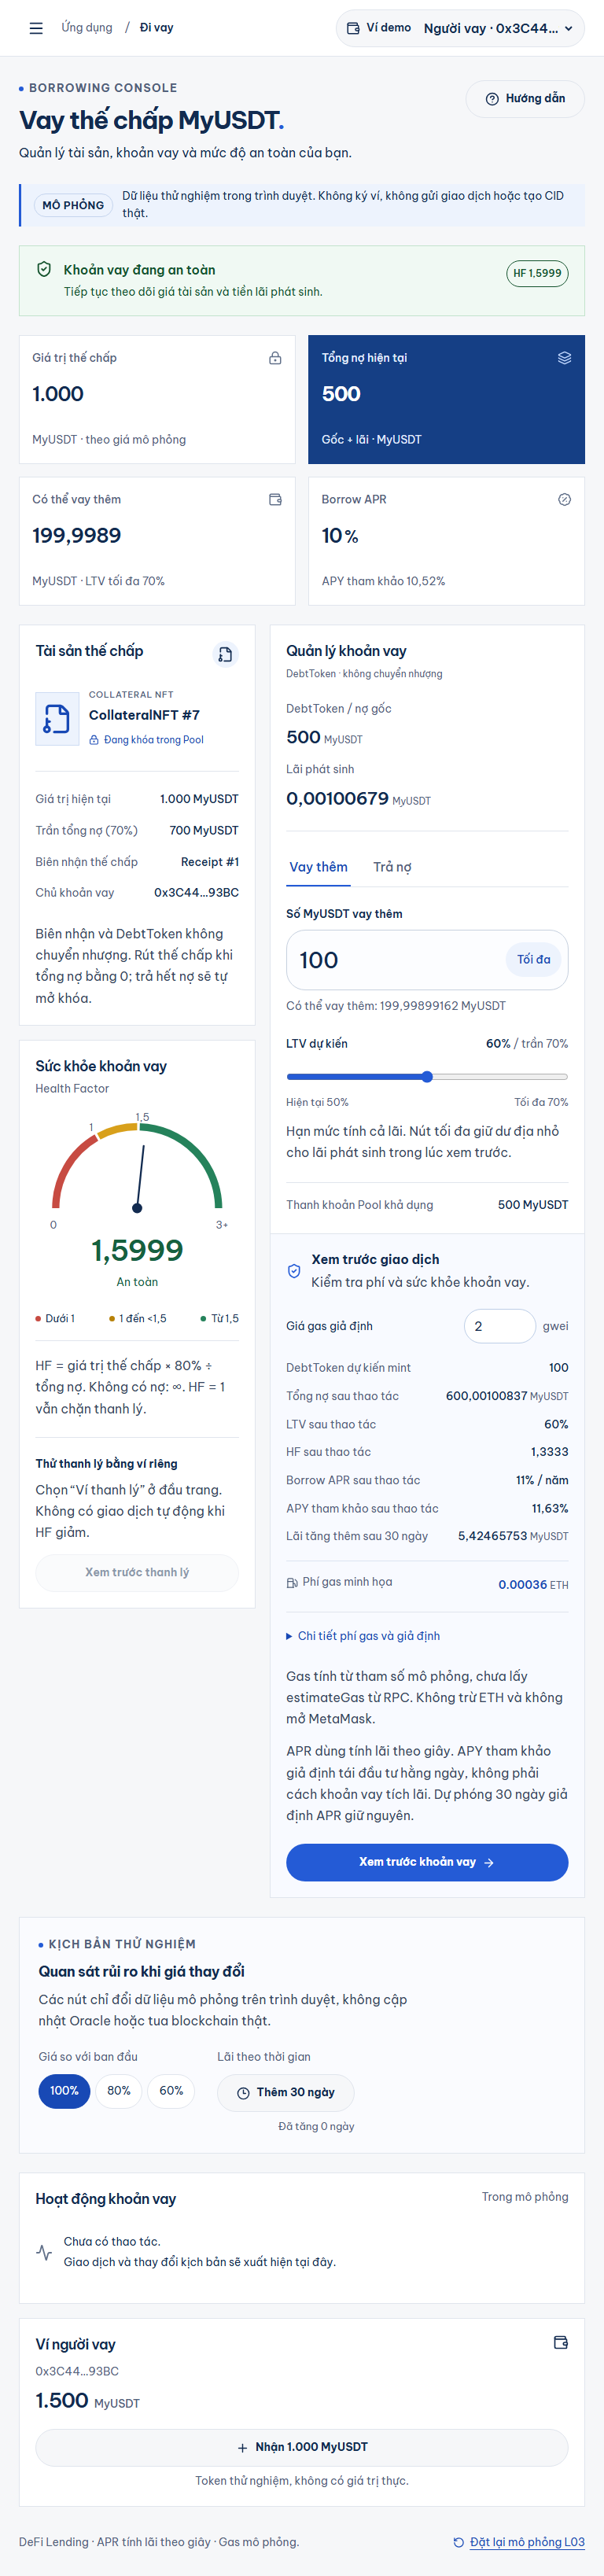 Ứng dụng / Đi vay
Ví demo Người vay · 0x3C44...
BORROWING CONSOLE
Vay thế chấp MyUSDT.
Hướng dẫn
Quản lý tài sản, khoản vay và mức độ an toàn của bạn.
MÔ PHỎNG
Dữ liệu thử nghiệm trong trình duyệt. Không ký ví, không gửi giao dịch hoặc tạo CID
thật.
Khoản vay đang an toàn
HF 1,5999
Tiếp tục theo dõi giá tài sản và tiền lãi phát sinh.
Giá trị thế chấp
1.000
MyUSDT · theo giá mô phỏng
Tổng nợ hiện tại
500
Gốc + lãi · MyUSDT
Có thể vay thêm
199,9989
MyUSDT · LTV tối đa 70%
Borrow APR
10%
APY tham khảo 10,52%
Tài sản thế chấp
COLLATERAL NFT
CollateralNFT #7
Đang khóa trong Pool
Giá trị hiện tại 1.000 MyUSDT
Trần tổng nợ (70%) 700 MyUSDT
Biên nhận thế chấp Receipt #1
Chủ khoản vay 0x3C44...93BC
Biên nhận và DebtToken không
chuyển nhượng. Rút thế chấp khi
tổng nợ bằng 0; trả hết nợ sẽ tự
mở khóa.
Sức khỏe khoản vay
Health Factor
0
1
1,5
3+
1,5999
An toàn
Dưới 1
1 đến <1,5
Từ 1,5
HF = giá trị thế chấp × 80% ÷
tổng nợ. Không có nợ: ∞. HF = 1
vẫn chặn thanh lý.
Thử thanh lý bằng ví riêng
Chọn “Ví thanh lý” ở đầu trang.
Không có giao dịch tự động khi
HF giảm.
Xem trước thanh lý
Quản lý khoản vay
DebtToken · không chuyển nhượng
DebtToken / nợ gốc
500 MyUSDT
Lãi phát sinh
0,00100679 MyUSDT
Vay thêm Trả nợ
Số MyUSDT vay thêm
100
Tối đa
Có thể vay thêm: 199,99899162 MyUSDT
LTV dự kiến 60% / trần 70%
Hiện tại 50% Tối đa 70%
Hạn mức tính cả lãi. Nút tối đa giữ dư địa nhỏ
cho lãi phát sinh trong lúc xem trước.
Thanh khoản Pool khả dụng 500 MyUSDT
Xem trước giao dịch
Kiểm tra phí và sức khỏe khoản vay.
Giá gas giả định 2 gwei
DebtToken dự kiến mint 100
Tổng nợ sau thao tác 600,00100837 MyUSDT
LTV sau thao tác 60%
HF sau thao tác 1,3333
Borrow APR sau thao tác 11% / năm
APY tham khảo sau thao tác 11,63%
Lãi tăng thêm sau 30 ngày 5,42465753 MyUSDT
Phí gas minh họa 0.00036 ETH
Chi tiết phí gas và giả định
Gas tính từ tham số mô phỏng, chưa lấy
estimateGas từ RPC. Không trừ ETH và không
mở MetaMask.
APR dùng tính lãi theo giây. APY tham khảo
giả định tái đầu tư hằng ngày, không phải
cách khoản vay tích lãi. Dự phóng 30 ngày giả
định APR giữ nguyên.
Xem trước khoản vay
KỊCH BẢN THỬ NGHIỆM
Quan sát rủi ro khi giá thay đổi
Các nút chỉ đổi dữ liệu mô phỏng trên trình duyệt, không cập
nhật Oracle hoặc tua blockchain thật.
Giá so với ban đầu
100% 80% 60%
Lãi theo thời gian
Thêm 30 ngày
Đã tăng 0 ngày
Hoạt động khoản vay Trong mô phỏng
Chưa có thao tác.
Giao dịch và thay đổi kịch bản sẽ xuất hiện tại đây.
Ví người vay
0x3C44...93BC
1.500 MyUSDT
Nhận 1.000 MyUSDT
Token thử nghiệm, không có giá trị thực.
DeFi Lending · APR tính lãi theo giây · Gas mô phỏng.
Đặt lại mô phỏng L03